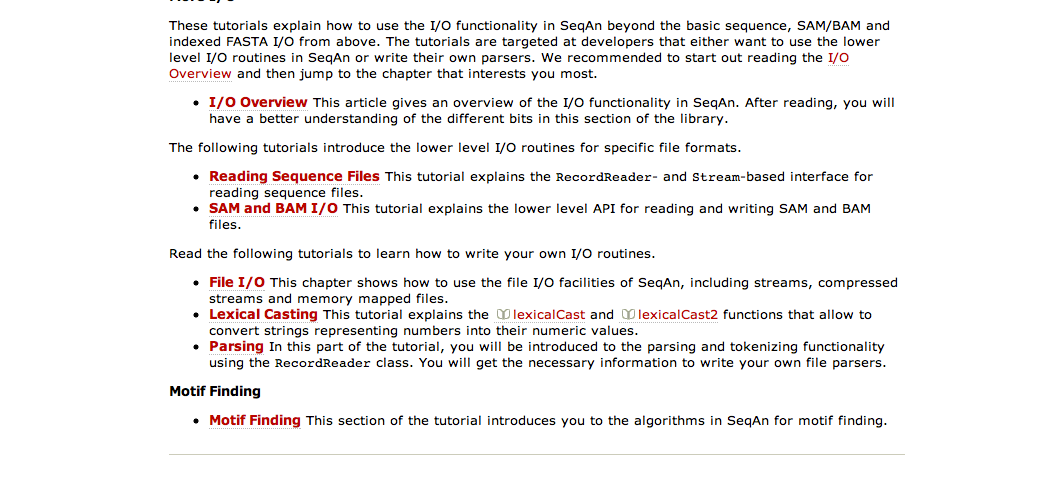 These tutorials explain how to use the I/O functionality in SeqAn beyond the basic sequence, SAM/BAM and
indexed FASTA I/O from above. The tutorials are targeted at developers that either want to use the lower
level I/O routines in SeqAn or write their own parsers. We recommended to start out reading the I/O
Overview and then jump to the chapter that interests you most.
• I/O Overview This article gives an overview of the I/O functionality in SeqAn. After reading, you will
have a better understanding of the different bits in this section of the library.
The following tutorials introduce the lower level I/O routines for specific file formats.
• Reading Sequence Files This tutorial explains the RecordReader- and Stream-based interface for
reading sequence files.
• SAM and BAM I/O This tutorial explains the lower level API for reading and writing SAM and BAM
files.
Read the following tutorials to learn how to write your own I/O routines.
• File I/O This chapter shows how to use the file I/O facilities of SeqAn, including streams, compressed
streams and memory mapped files.
• Lexical Casting This tutorial explains the lexicalCast and lexicalCast2 functions that allow to
convert strings representing numbers into their numeric values.
• Parsing In this part of the tutorial, you will be introduced to the parsing and tokenizing functionality
using the RecordReader class. You will get the necessary information to write your own file parsers.
Motif Finding
• Motif Finding This section of the tutorial introduces you to the algorithms in SeqAn for motif finding.